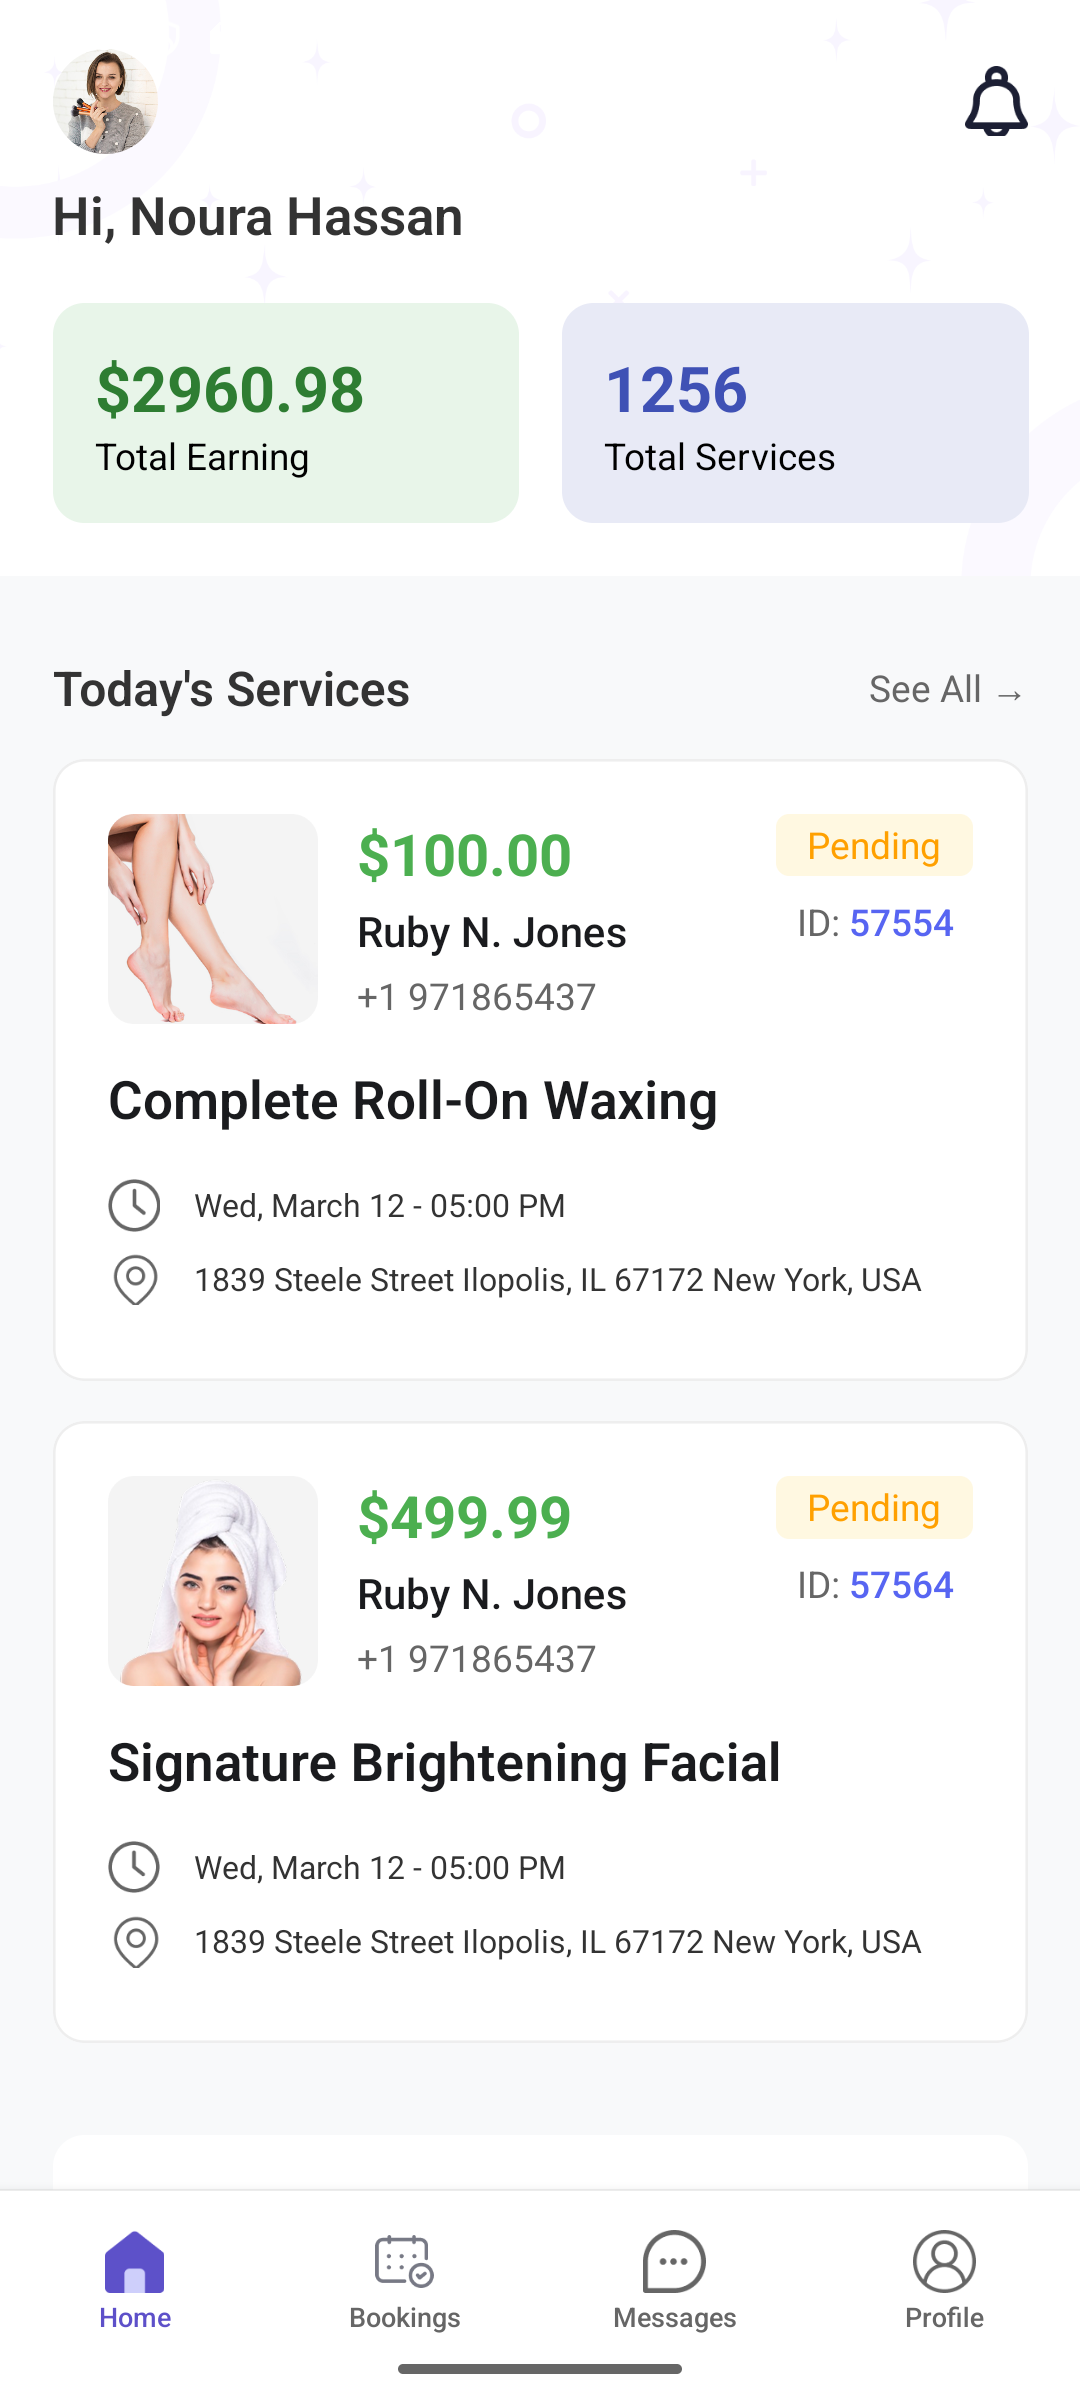 Hi, Noura Hassan
$2960.98
Total Earning
1256
Total Services
Today's Services
See All →
$100.00
Pending
Ruby N. Jones
ID: 57554
+1 971865437
Complete Roll-On Waxing
Wed, March 12 - 05:00 PM
1839 Steele Street Ilopolis, IL 67172 New York, USA
$499.99
Pending
Ruby N. Jones
ID: 57564
+1 971865437
Signature Brightening Facial
Wed, March 12 - 05:00 PM
1839 Steele Street Ilopolis, IL 67172 New York, USA
Home
Bookings
Messages
Profile